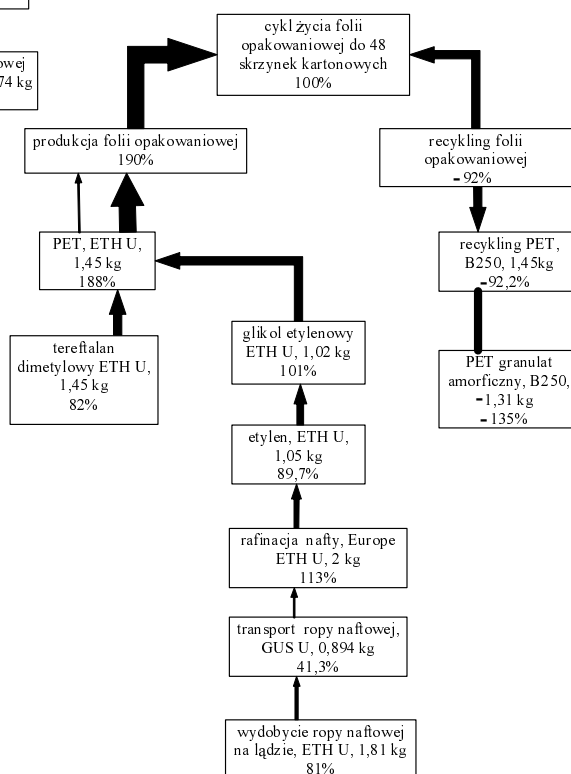 owej
74 kg
cykl życia folii
opakowaniowej do 48
skrzynek kartonowych
100%
produkcja folii opakowaniowej
190%
recykling folii
opakowaniowej
-92%
PET, ETH U,
1,45 kg
188%
recykling PET,
B250, 1,45kg
-92,2%
tereftalan
dimetylowy ETH U,
1,45 kg
82%
glikol etylenowy
ETH U, 1,02 kg
101%
PET granulat
amorficzny, B250,
-1,31 kg
-135%
etylen, ETH U,
1,05 kg
89,7%
rafinacja nafty, Europe
ETH U, 2 kg
113%
transport ropy naftowej,
GUS U, 0,894 kg
41,3%
wydobycie ropy naftowej
na lądzie, ETH U, 1,81 kg
81%